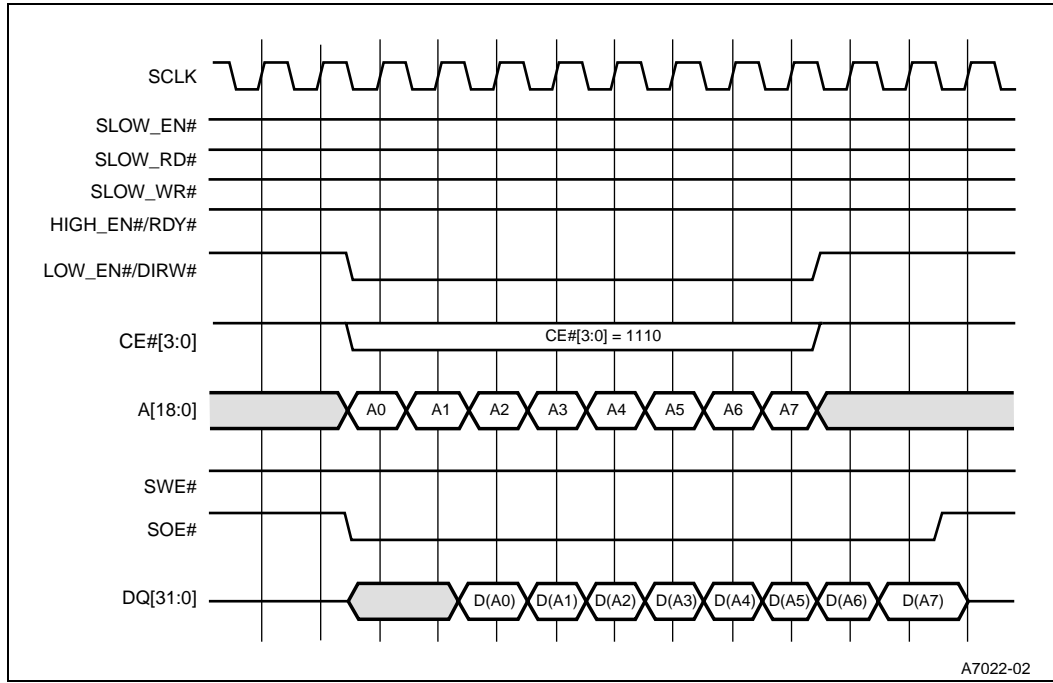 SCLK
SLOW_EN#
SLOW_RD#
SLOW_WR#
HIGH_EN#/RDY#
LOW_EN#/DIRW#
CE#[3:0]
CE#[3:0] = 1110
A[18:0]
A0 A1 A2 A3 A4 A5 A6 A7
SWE#
SOE#
DQ[31:0]
D(A0) D(A1) D(A2) D(A3) D(A4) D(A5) D(A6) D(A7)
A7022-02